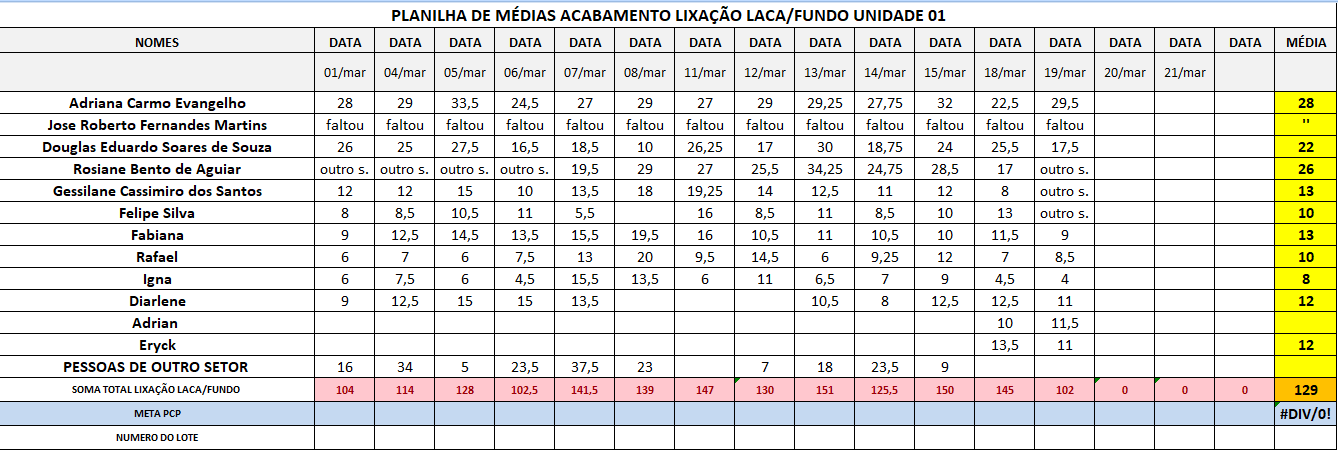 PLANILHA DE MÉDIAS ACABAMENTO LIXAÇÃO LACA/FUNDO UNIDADE 01
NOMES DATA DATA DATA DATA DATA DATA DATA DATA DATA DATA DATA DATA DATA DATA DATA DATA MÉDIA
01/mar 04/mar 05/mar 06/mar 07/mar 08/mar 11/mar 12/mar 13/mar 14/mar 15/mar 18/mar 19/mar 20/mar 21/mar
Adriana Carmo Evangelho 28 29 33,5 24,5 27 29 27 29 29,25 27,75 32 22,5 29,5 28
Jose Roberto Fernandes Martins faltou faltou faltou faltou faltou faltou faltou faltou faltou faltou faltou faltou faltou ''
Douglas Eduardo Soares de Souza 26 25 27,5 16,5 18,5 10 26,25 17 30 18,75 24 25,5 17,5 22
Rosiane Bento de Aguiar outro s. outro s. outro s. outro s. 19,5 29 27 25,5 34,25 24,75 28,5 17 outro s. 26
Gessilane Cassimiro dos Santos 12 12 15 10 13,5 18 19,25 14 12,5 11 12 8 outro s. 13
Felipe Silva 8 8,5 10,5 11 5,5 16 8,5 11 8,5 10 13 outro s. 10
Fabiana 9 12,5 14,5 13,5 15,5 19,5 16 10,5 11 10,5 10 11,5 9 13
Rafael 6 7 6 7,5 13 20 9,5 14,5 6 9,25 12 7 8,5 10
Igna 6 7,5 6 4,5 15,5 13,5 6 11 6,5 7 9 4,5 4 8
Diarlene 9 12,5 15 15 13,5 10,5 8 12,5 12,5 11 12
Adrian 10 11,5
Eryck 13,5 11 12
PESSOAS DE OUTRO SETOR 16 34 5 23,5 37,5 23 7 18 23,5 9
SOMA TOTAL LIXAÇÃO LACA/FUNDO 104 114 128 102,5 141,5 139 147 130 151 125,5 150 145 102 0 0 0 129
META PCP #DIV/0!
NUMERO DO LOTE